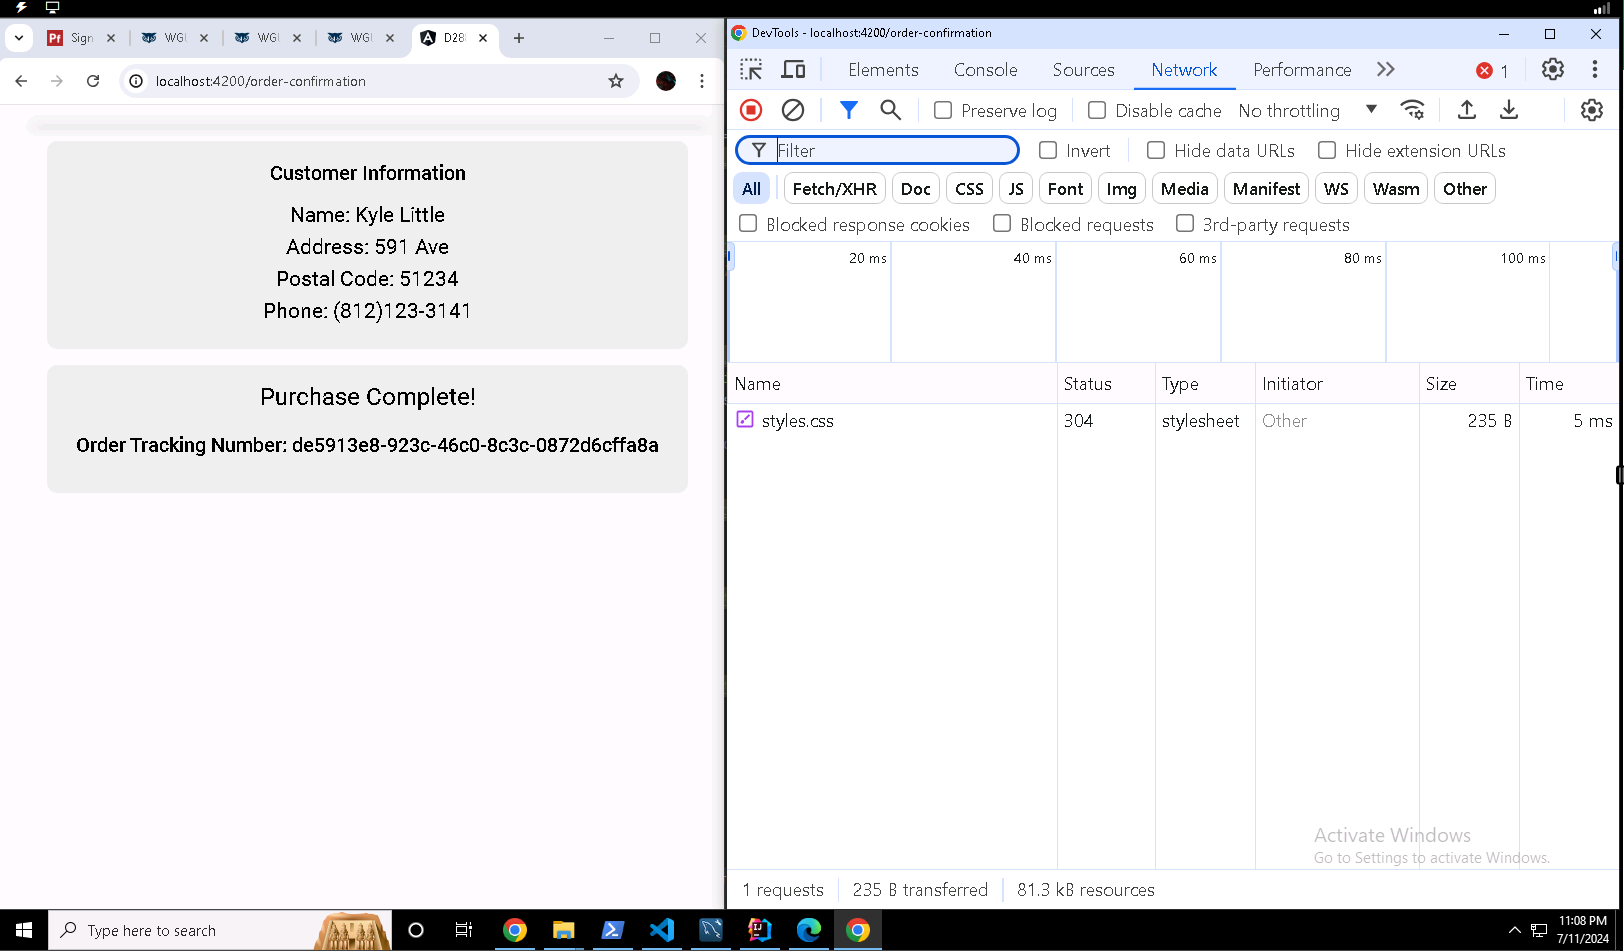 Sign
WGU
WGU
WGU
D28
localhost:4200/order-confirmation
Customer Information
Name: Kyle Little
Address: 591 Ave
Postal Code: 51234
Phone: (812)123-3141
Purchase Complete!
Order Tracking Number: de5913e8-923c-46c0-8c3c-0872d6cffa8a
DevTools - localhost:4200/order-confirmation
Elements Console Sources Network Performance 1
Preserve log Disable cache No throttling
Filter Invert Hide data URLs Hide extension URLs
All Fetch/XHR Doc CSS JS Font Img Media Manifest WS Wasm Other
Blocked response cookies Blocked requests 3rd-party requests
20 ms 40 ms 60 ms 80 ms 100 ms
Name Status Type Initiator Size Time
styles.css 304 stylesheet Other 235 B 5 ms
Activate Windows
Go to Settings to activate Windows.
1 requests 235 B transferred 81.3 kB resources
Type here to search
11:08 PM
7/11/2024